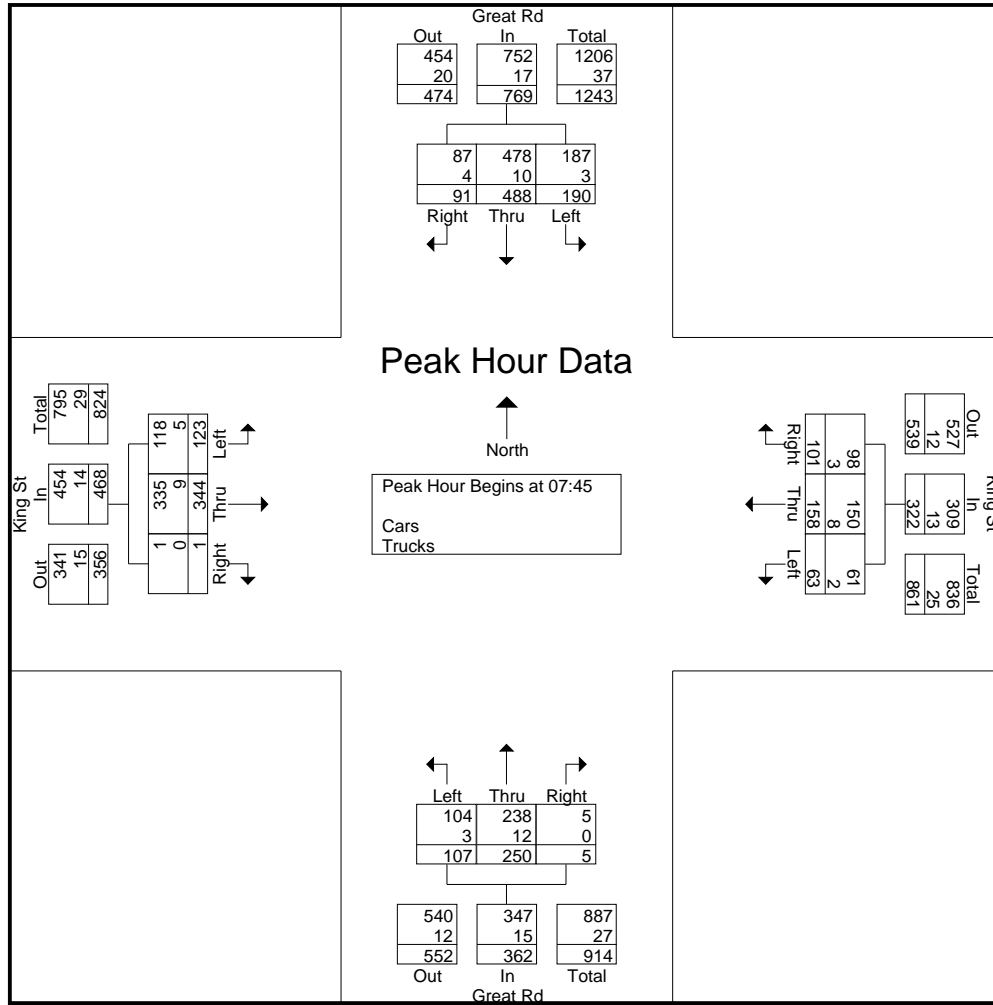 Great Rd
Out In Total
454 752 1206
20 17 37
474 769 1243
87 478 187
4 10 3
91 488 190
Right Thru Left
Peak Hour Data
North
Peak Hour Begins at 07:45
Cars
Trucks
King St
Total In Out
795 454 341
29 14 15
824 468 356
118 335 1
5 9 0
123 344 1
Left Thru Right
King St
Out In Total
527 309 836
12 13 25
539 322 861
98 150 61
3 8 2
101 158 63
Right Thru Left
Left Thru Right
104 238 5
3 12 0
107 250 5
540 347 887
12 15 27
552 362 914
Out In Total
Great Rd